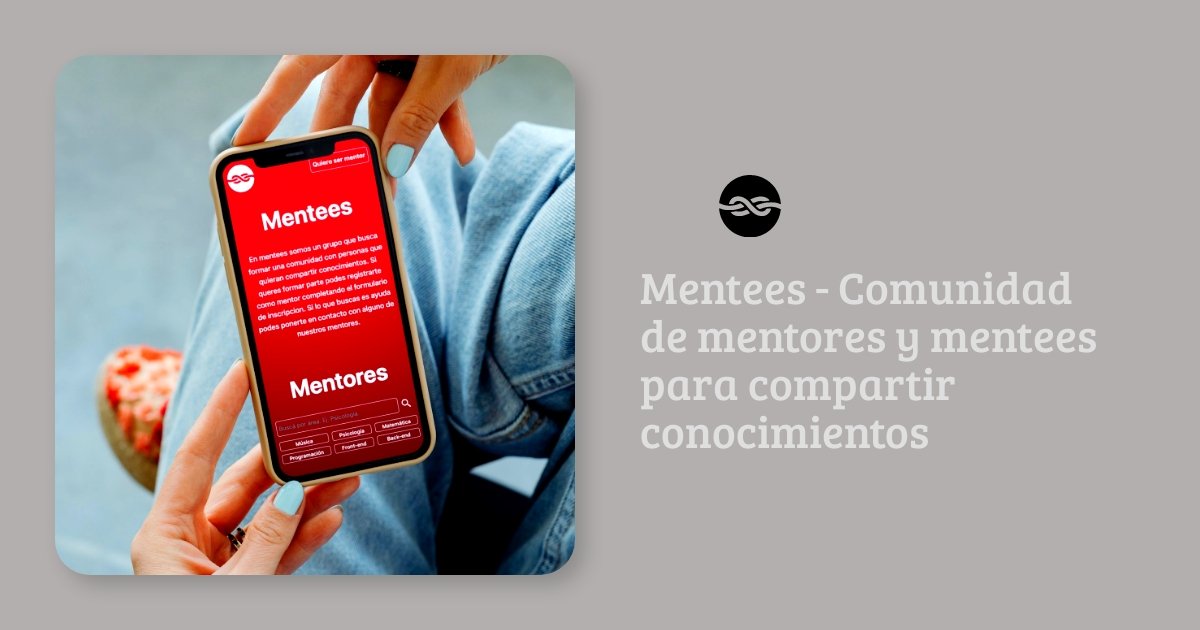 Quiero ser mentor
Mentees
En mentees somos un grupo que busca
formar una comunidad con personas que
quieran compartir conocimientos. Si
queres formar parte podes registrarte
como mentor completando el formulario
de inscripcion. Si lo que buscas es ayuda
podes ponerte en contacto con alguno de
nuestros mentores.
Mentores
Buscá por área. Ej. Psicología
Música
Psicología
Matemática
Programación
Front-end
Back-end
Mentees - Comunidad
de mentores y mentees
para compartir
conocimientos